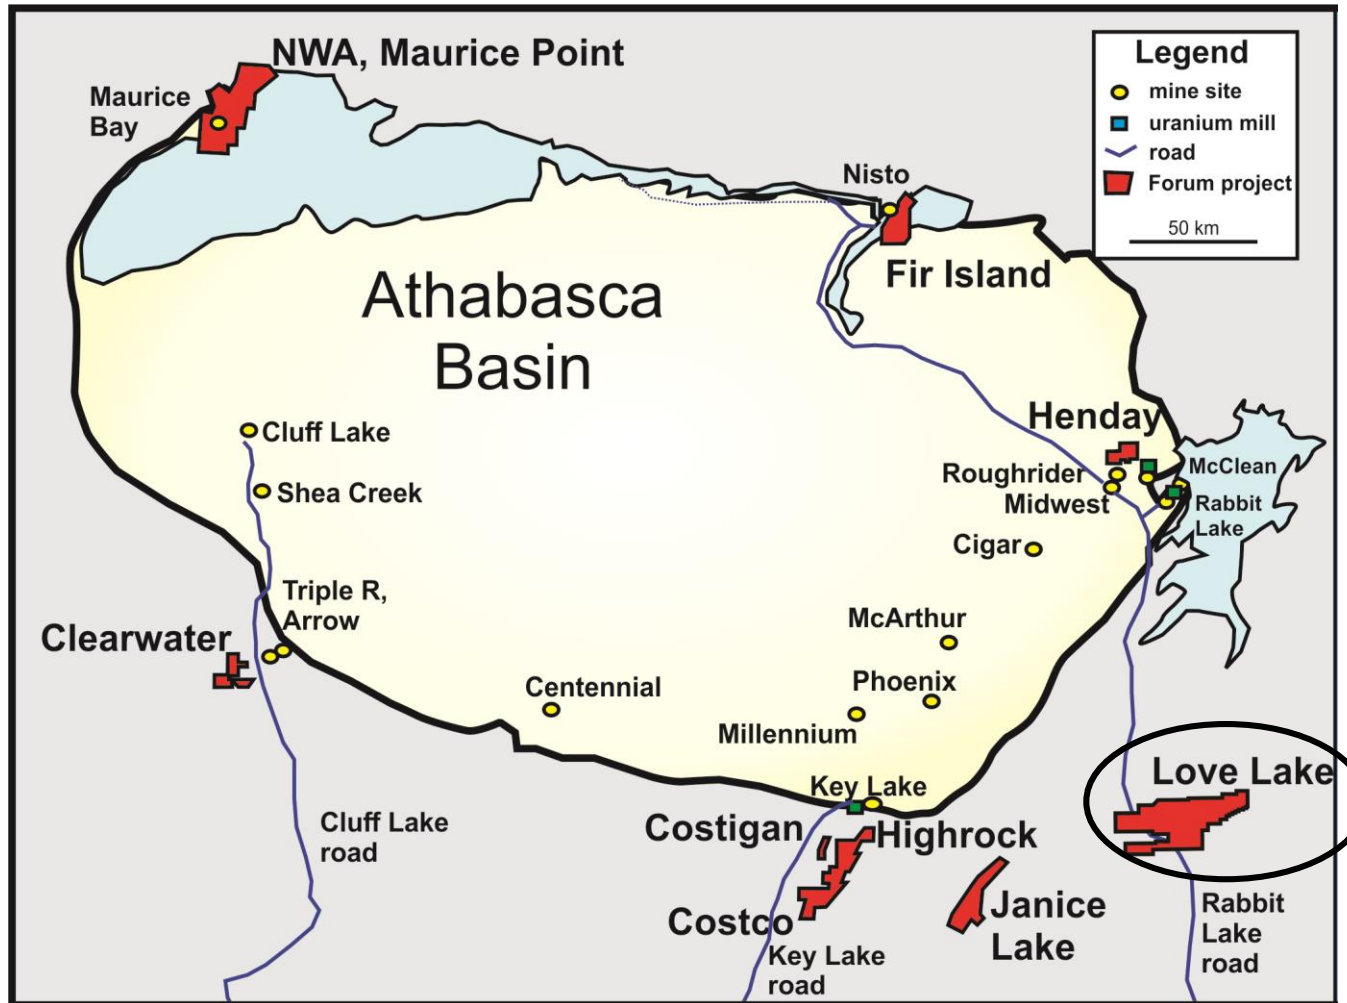 NWA, Maurice Point
Maurice
Bay
Legend
mine site
uranium mill
road
Forum project
50 km
Nisto
Fir Island
Athabasca
Basin
Henday
Cluff Lake
Shea Creek
Roughrider
Midwest
McClean
Rabbit
Lake
Cigar
Triple R,
Arrow
Clearwater
McArthur
Phoenix
Centennial
Millennium
Key Lake
Love Lake
Cluff Lake
road
Costigan
Highrock
Costco
Key Lake
road
Janice
Lake
Rabbit
Lake
road